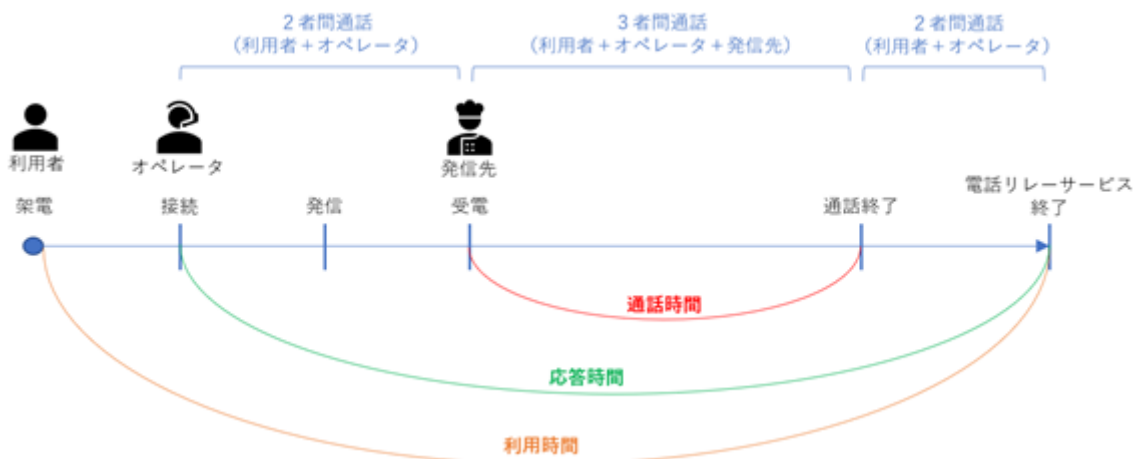 2者間通話
(利用者+オペレータ)
3者間通話
(利用者+オペレータ+発信先)
2者間通話
(利用者+オペレータ)
利用者
オペレータ
発信先
架電
接続
発信
受電
通話終了
電話リレーサービス
終了
通話時間
応答時間
利用時間